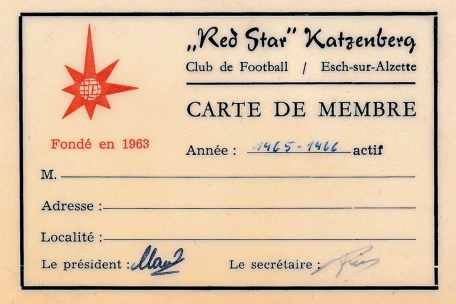 „Red Star" Katzenberg
Club de Football / Esch-sur-Alzette
CARTE DE MEMBRE
Fondé en 1963
Année : 1965-1966 actif
M.
Adresse :
Localité :
Le président : Le secrétaire :